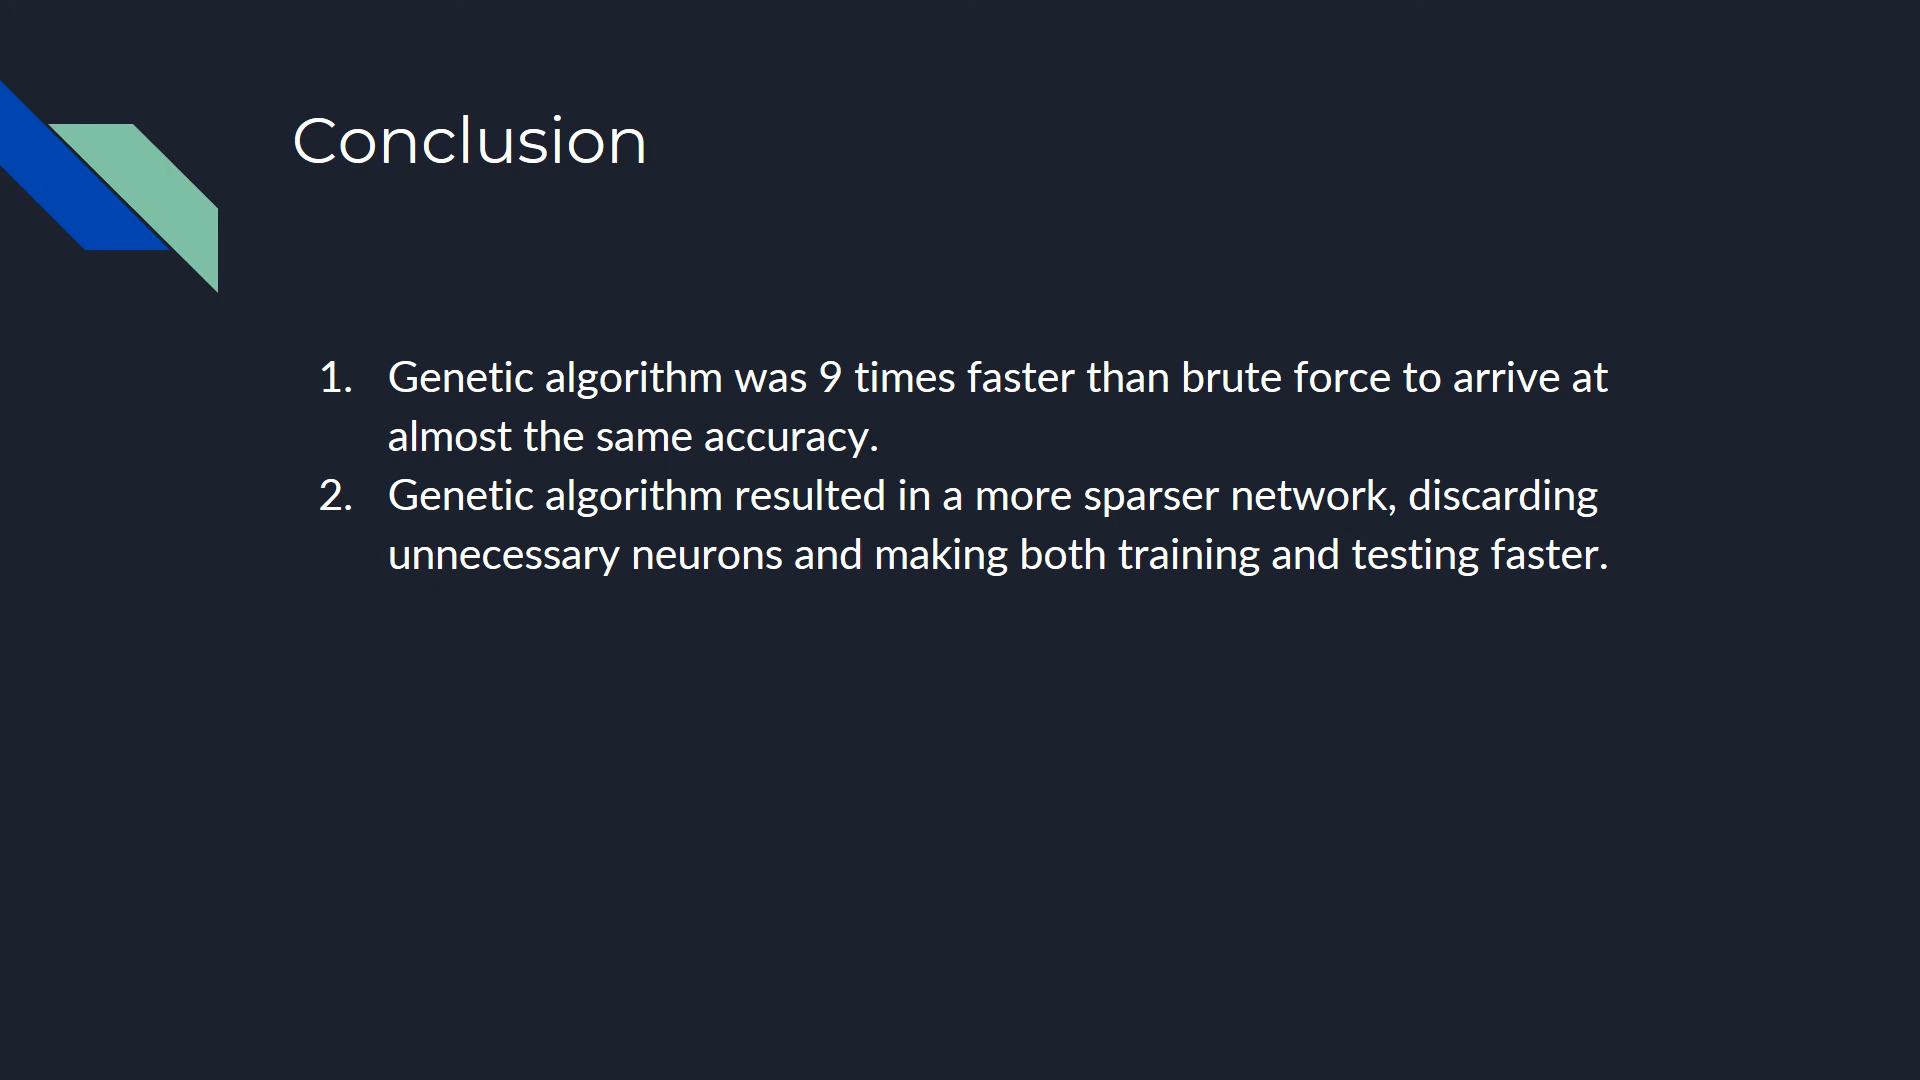 Conclusion
1. Genetic algorithm was 9 times faster than brute force to arrive at
almost the same accuracy.
2. Genetic algorithm resulted in a more sparser network, discarding
unnecessary neurons and making both training and testing faster.